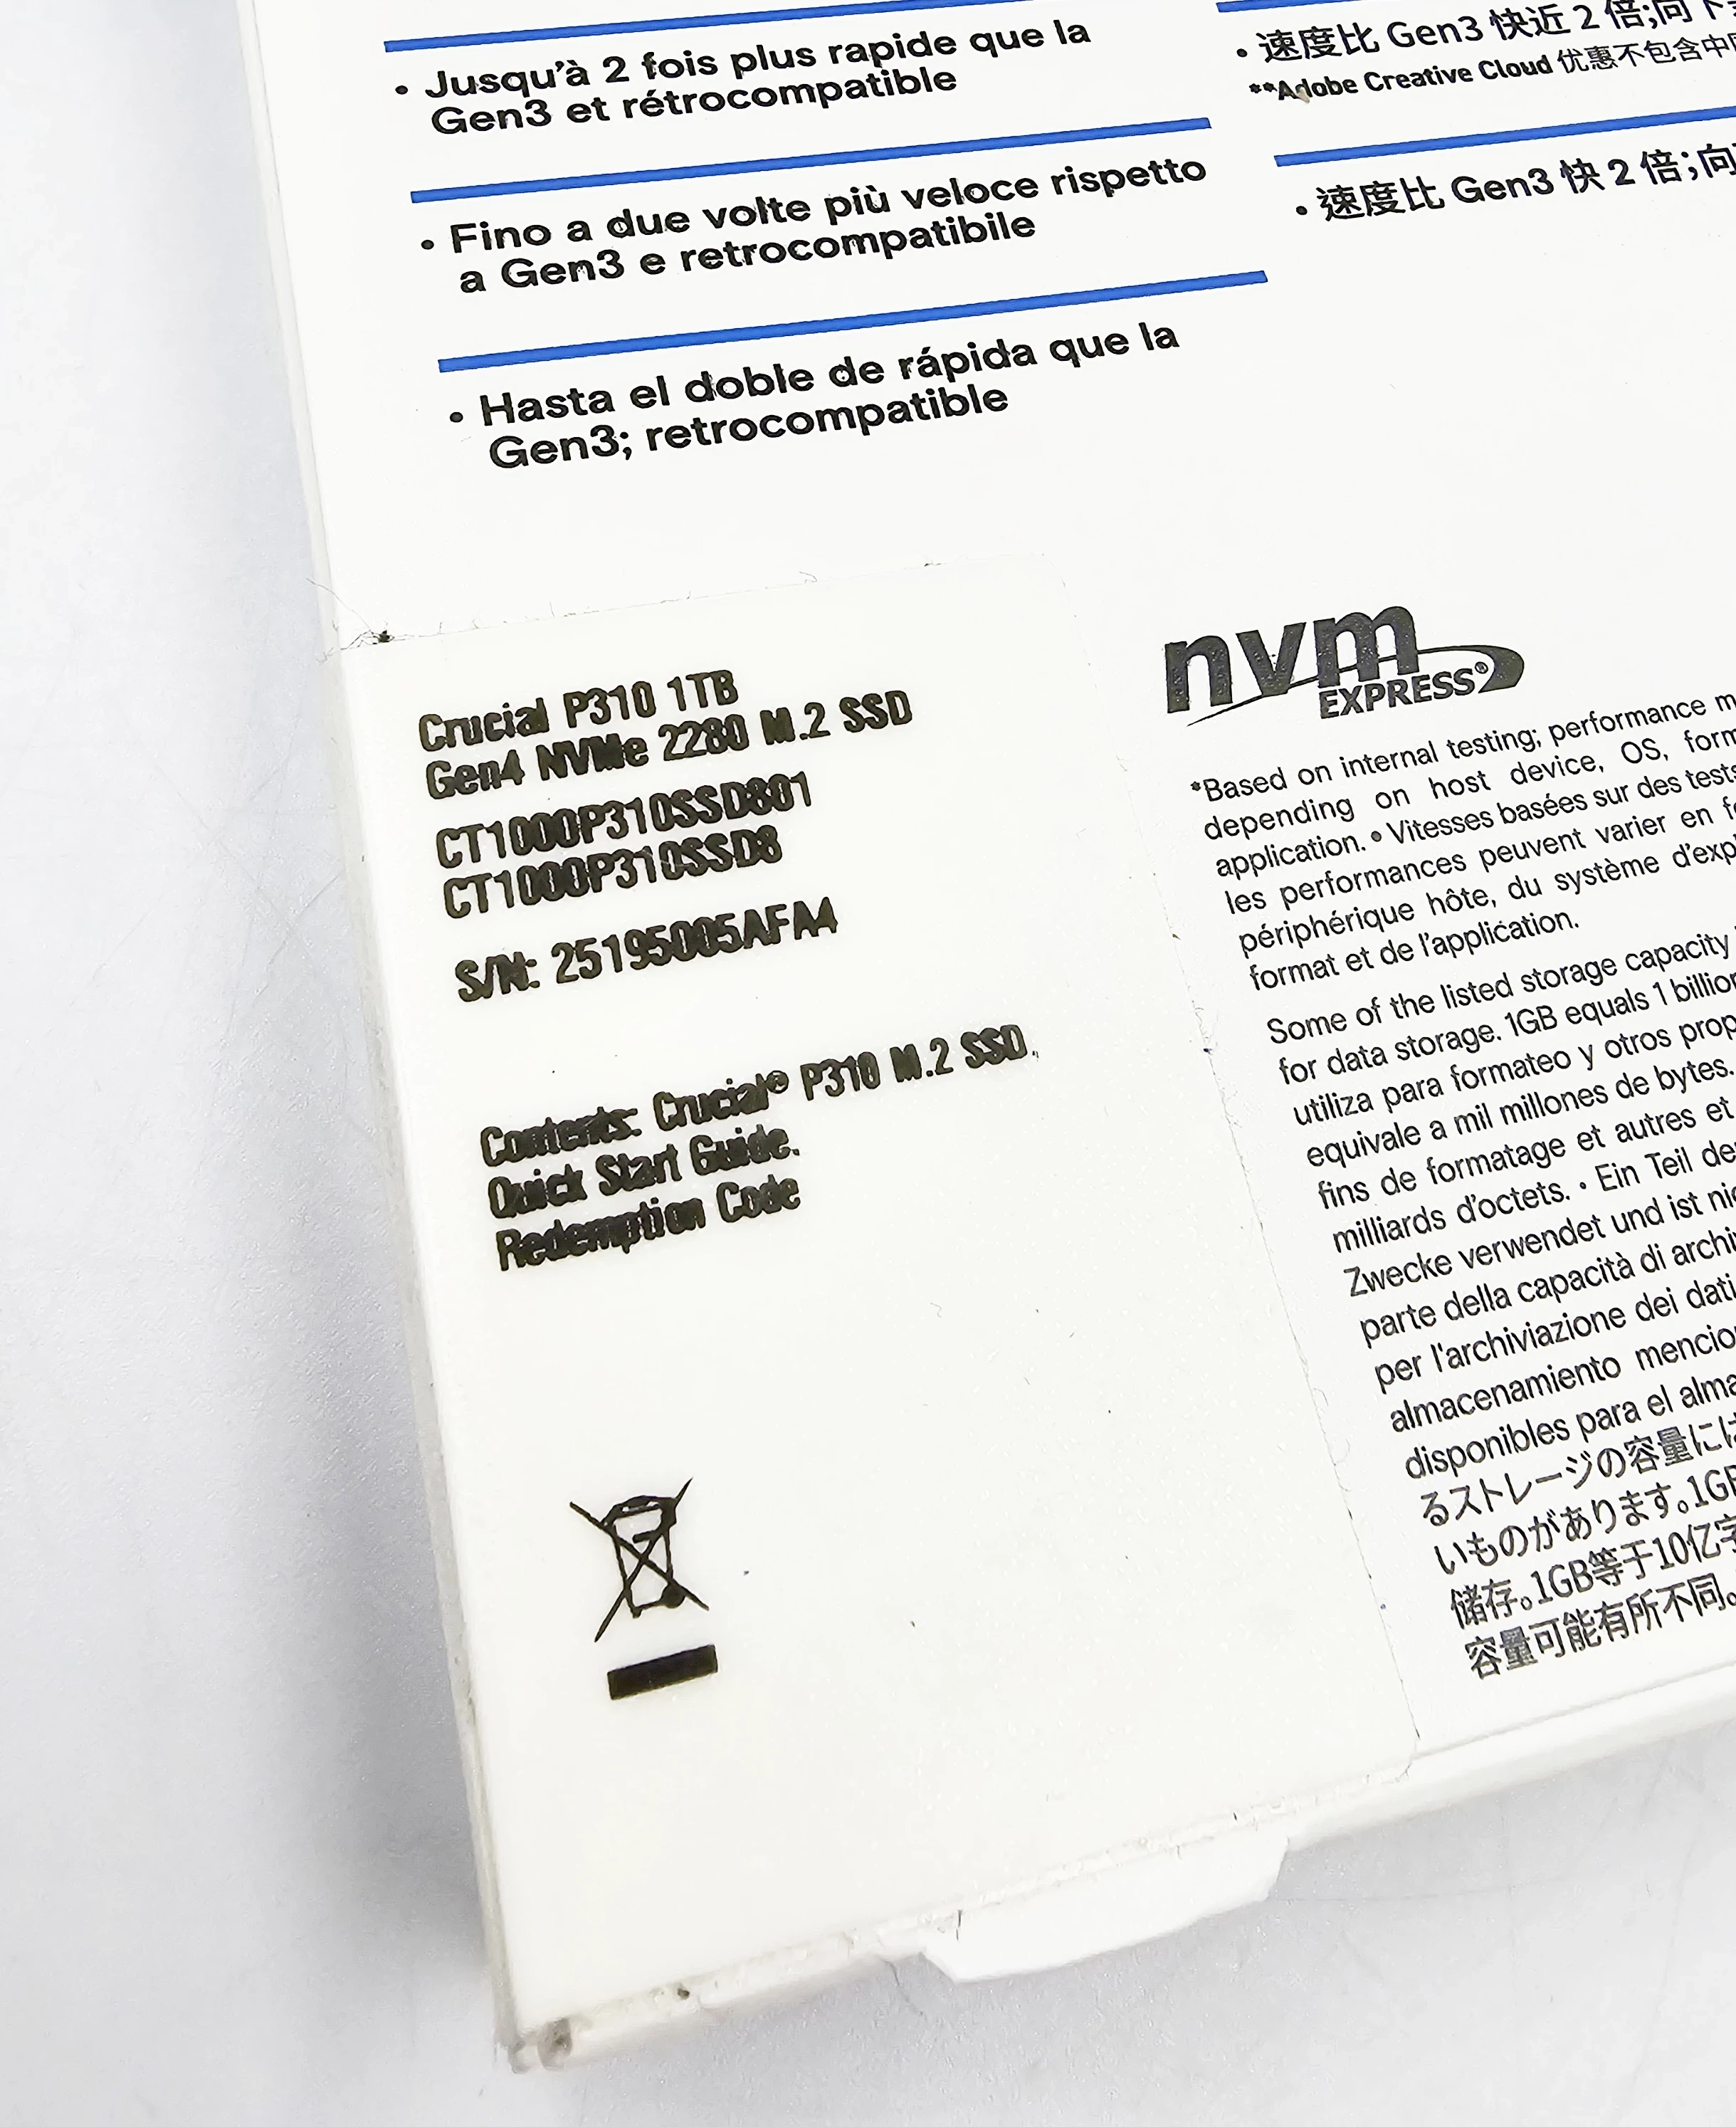 • Jusqu'à 2 fois plus rapide que la
Gen3 et rétrocompatible
• Fino a due volte più veloce rispetto
a Gen3 e retrocompatibile
• Hasta el doble de rápida que la
Gen3; retrocompatible
• 速度比 Gen3 快近 2 倍;向下
**Adobe Creative Cloud 优惠不包含中
• 速度比 Gen3 快 2 倍;向
Crucial P310 1TB
Gen4 NVMe 2280 M.2 SSD
CT1000P310SSD801
CT1000P310SSD8
S/N: 25195005AFA4
Contents: Crucial® P310 M.2 SSD,
Quick Start Guide.
Redemption Code
nvm
EXPRESS®
*Based on internal testing; performance m
depending on host device, OS, form
application. • Vitesses basées sur des tests
les performances peuvent varier en f
périphérique hôte, du système d'exp
format et de l'application.
Some of the listed storage capacity
for data storage. 1GB equals 1 billion
utiliza para formateo y otros prop
equivale a mil millones de bytes.
fins de formatage et autres et
milliards d'octets. • Ein Teil de
Zwecke verwendet und ist ni
parte della capacità di archi
per l'archiviazione dei dati
almacenamiento mencio
disponibles para el alma
るストレージの容量に
いものがあります。1GB
储存。1GB等于10亿字
容量可能有所不同。